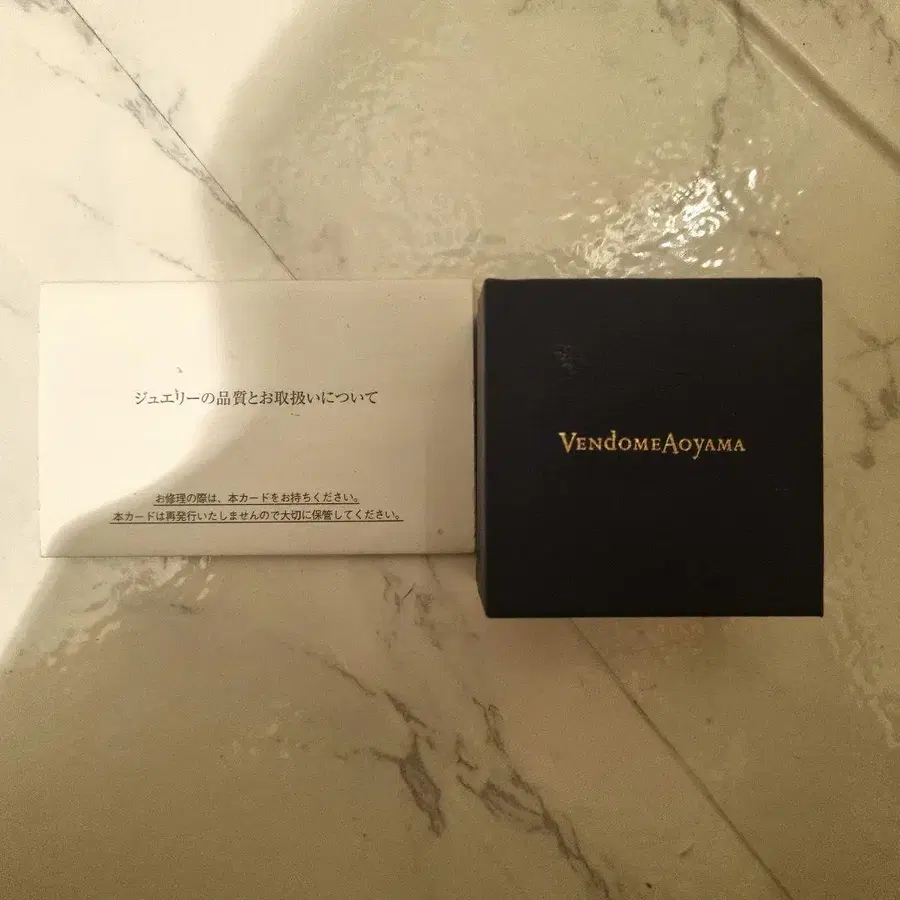 ジュエリーの品質とお取扱いについて
お修理の際は、本カードをお持ちください。
本カードは再発行いたしませんので大切に保管してください。
VENDOME AOYAMA